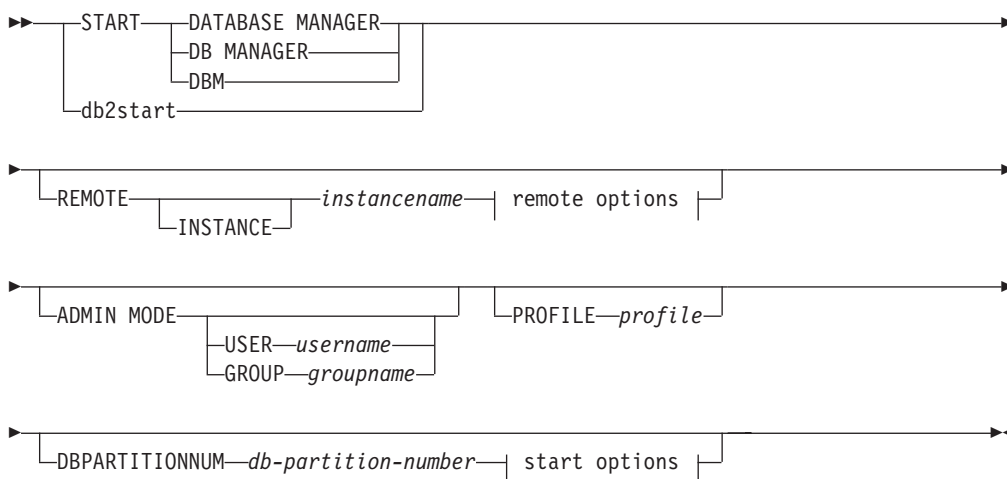 START DATABASE MANAGER
DB MANAGER
DBM
db2start
REMOTE instancename remote options
INSTANCE
ADMIN MODE PROFILE profile
USER username
GROUP groupname
DBPARTITIONNUM db-partition-number start options